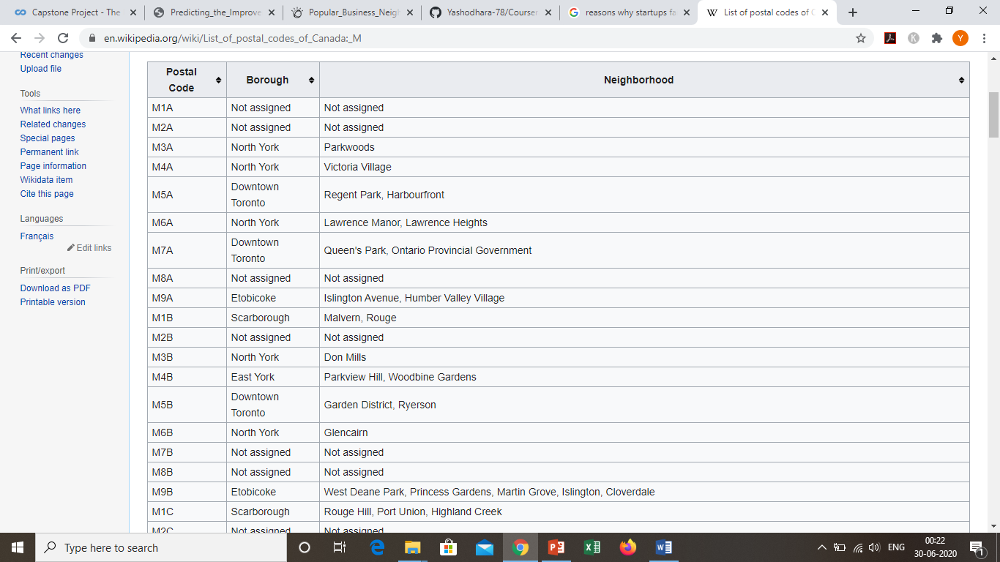 Capstone Project - The
Predicting_the_Improve
Popular_Business_Neigh
Yashodhara-78/Courser
reasons why startups fa
List of postal codes of C
en.wikipedia.org/wiki/List_of_postal_codes_of_Canada:_M
K
Y
Recent changes
Upload file
Tools
What links here
Related changes
Special pages
Permanent link
Page information
Wikidata item
Cite this page
Languages
Français
Edit links
Print/export
Download as PDF
Printable version
Postal Code Borough Neighborhood
M1A Not assigned Not assigned
M2A Not assigned Not assigned
M3A North York Parkwoods
M4A North York Victoria Village
M5A Downtown Toronto Regent Park, Harbourfront
M6A North York Lawrence Manor, Lawrence Heights
M7A Downtown Toronto Queen's Park, Ontario Provincial Government
M8A Not assigned Not assigned
M9A Etobicoke Islington Avenue, Humber Valley Village
M1B Scarborough Malvern, Rouge
M2B Not assigned Not assigned
M3B North York Don Mills
M4B East York Parkview Hill, Woodbine Gardens
M5B Downtown Toronto Garden District, Ryerson
M6B North York Glencairn
M7B Not assigned Not assigned
M8B Not assigned Not assigned
M9B Etobicoke West Deane Park, Princess Gardens, Martin Grove, Islington, Cloverdale
M1C Scarborough Rouge Hill, Port Union, Highland Creek
M2C Not assigned Not assigned
Type here to search
ENG
00:22
30-06-2020
1